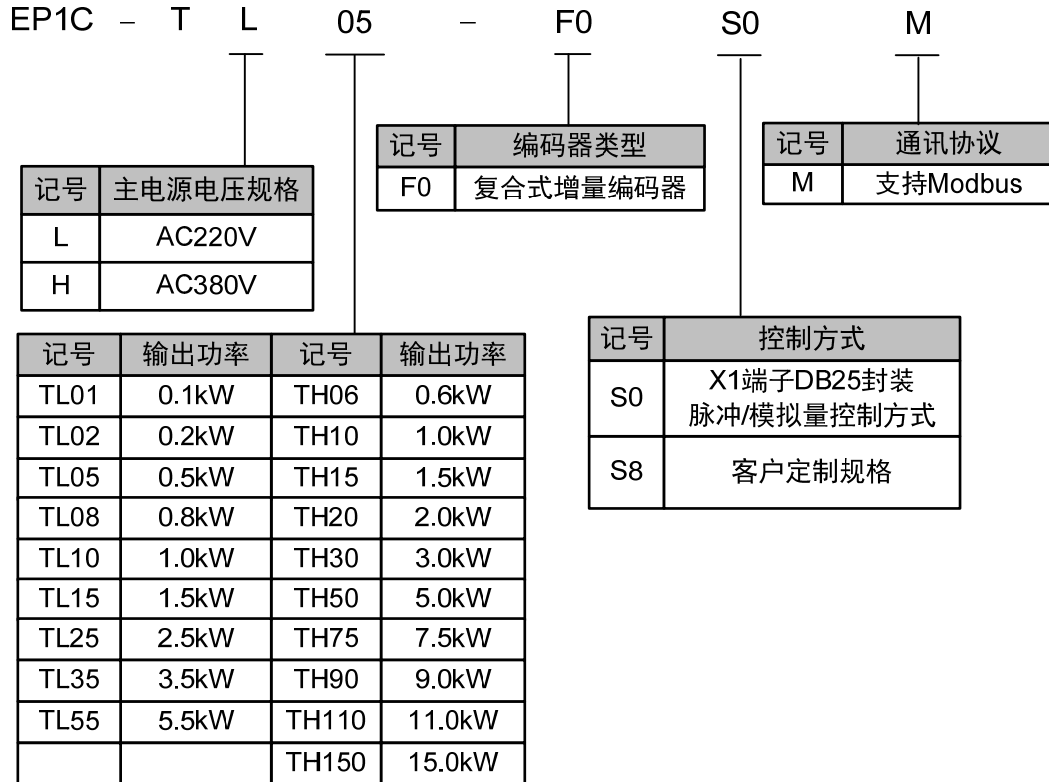 EP1C – T L 05 – F0 S0 M
记号 编码器类型
F0 复合式增量编码器
记号 通讯协议
M 支持Modbus
记号 主电源电压规格
L AC220V
H AC380V
记号 控制方式
S0 X1端子DB25封装
脉冲/模拟量控制方式
S8 客户定制规格
记号 输出功率 记号 输出功率
TL01 0.1kW TH06 0.6kW
TL02 0.2kW TH10 1.0kW
TL05 0.5kW TH15 1.5kW
TL08 0.8kW TH20 2.0kW
TL10 1.0kW TH30 3.0kW
TL15 1.5kW TH50 5.0kW
TL25 2.5kW TH75 7.5kW
TL35 3.5kW TH90 9.0kW
TL55 5.5kW TH110 11.0kW
TH150 15.0kW